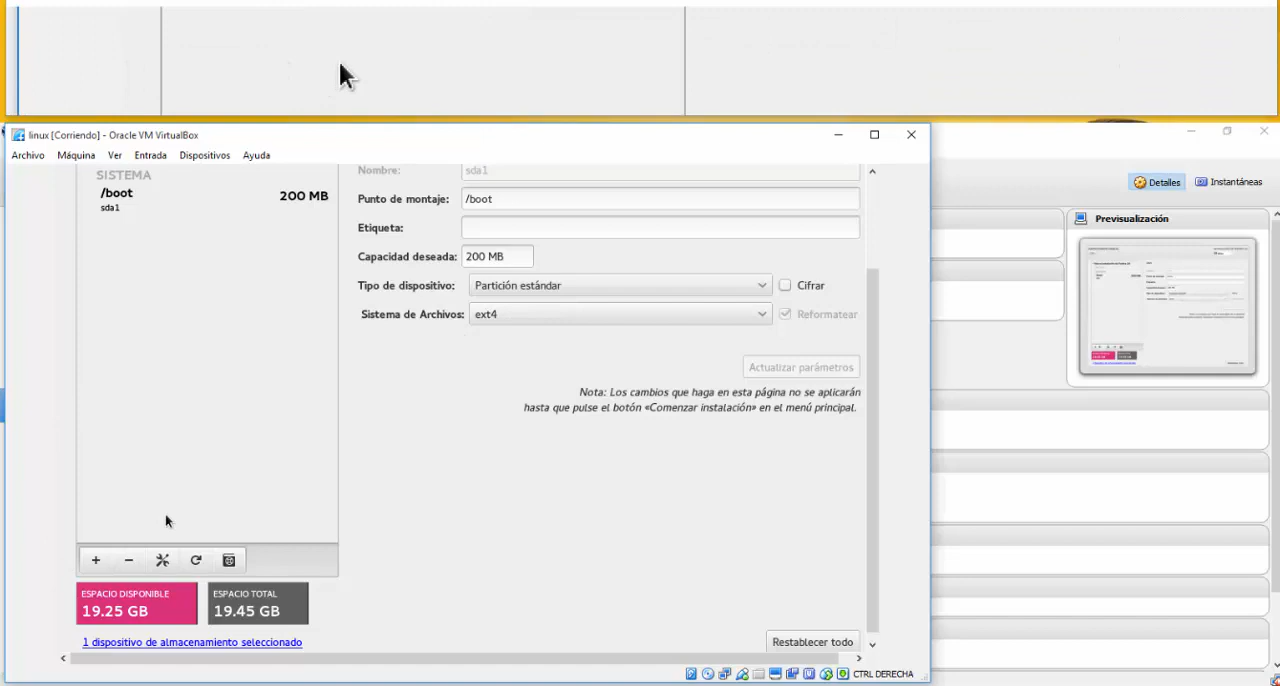 linux [Corriendo] - Oracle VM VirtualBox
Archivo Máquina Ver Entrada Dispositivos Ayuda
SISTEMA
/boot 200 MB
sda1
Nombre: sda1
Punto de montaje: /boot
Etiqueta:
Capacidad deseada: 200 MB
Tipo de dispositivo: Partición estándar Cifrar
Sistema de Archivos: ext4 Reformatear
Actualizar parámetros
Nota: Los cambios que haga en esta página no se aplicarán
hasta que pulse el botón «Comenzar instalación» en el menú principal.
+ -
ESPACIO DISPONIBLE
19.25 GB
ESPACIO TOTAL
19.45 GB
1 dispositivo de almacenamiento seleccionado
Restablecer todo
CTRL DERECHA
Detalles Instantáneas
Previsualización